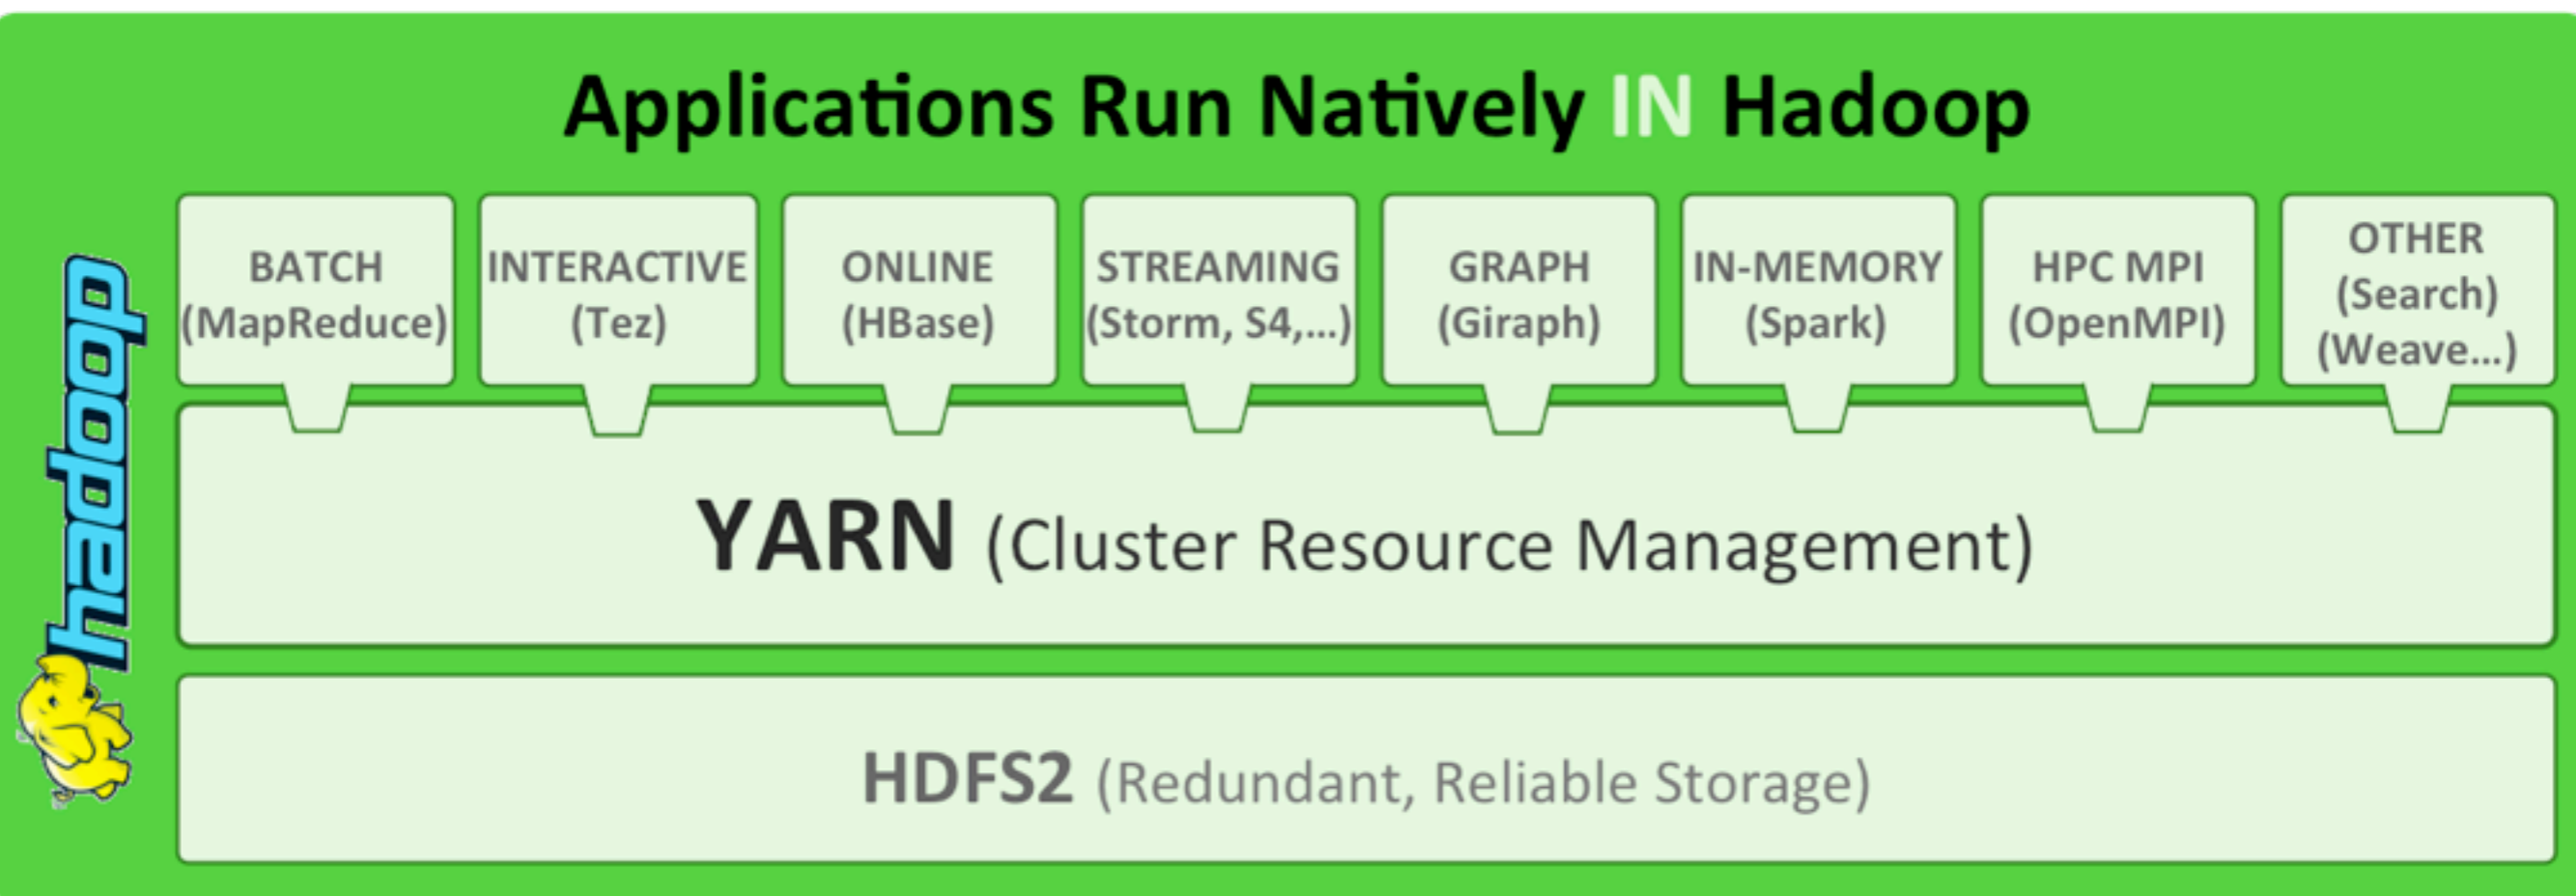 Applications Run Natively IN Hadoop
BATCH
(MapReduce)
INTERACTIVE
(Tez)
ONLINE
(HBase)
STREAMING
(Storm, S4,...)
GRAPH
(Giraph)
IN-MEMORY
(Spark)
HPC MPI
(OpenMPI)
OTHER
(Search)
(Weave...)
hadoop
YARN (Cluster Resource Management)
HDFS2 (Redundant, Reliable Storage)